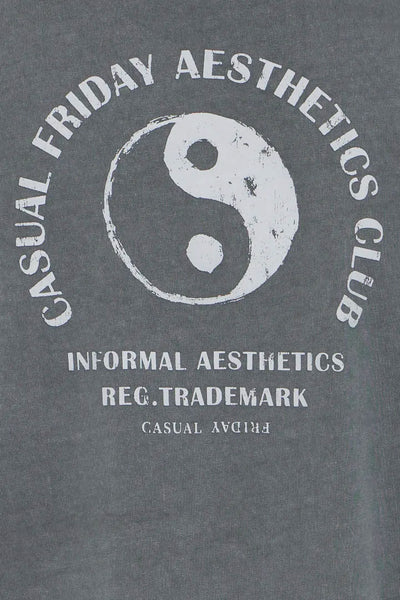 CASUAL FRIDAY AESTHETICS CLUB
INFORMAL AESTHETICS
REG.TRADEMARK
CASUAL FRIDAY